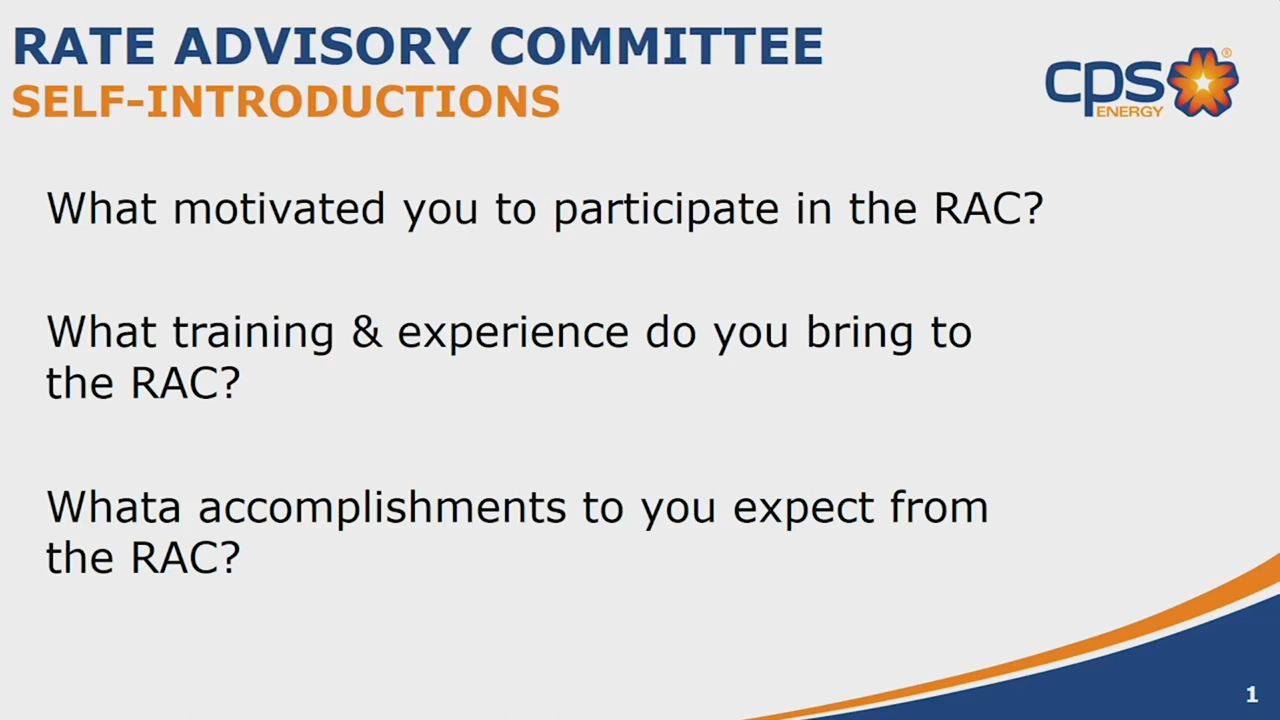 RATE ADVISORY COMMITTEE
SELF-INTRODUCTIONS
cps
ENERGY
®
What motivated you to participate in the RAC?
What training & experience do you bring to
the RAC?
Whata accomplishments to you expect from
the RAC?
1